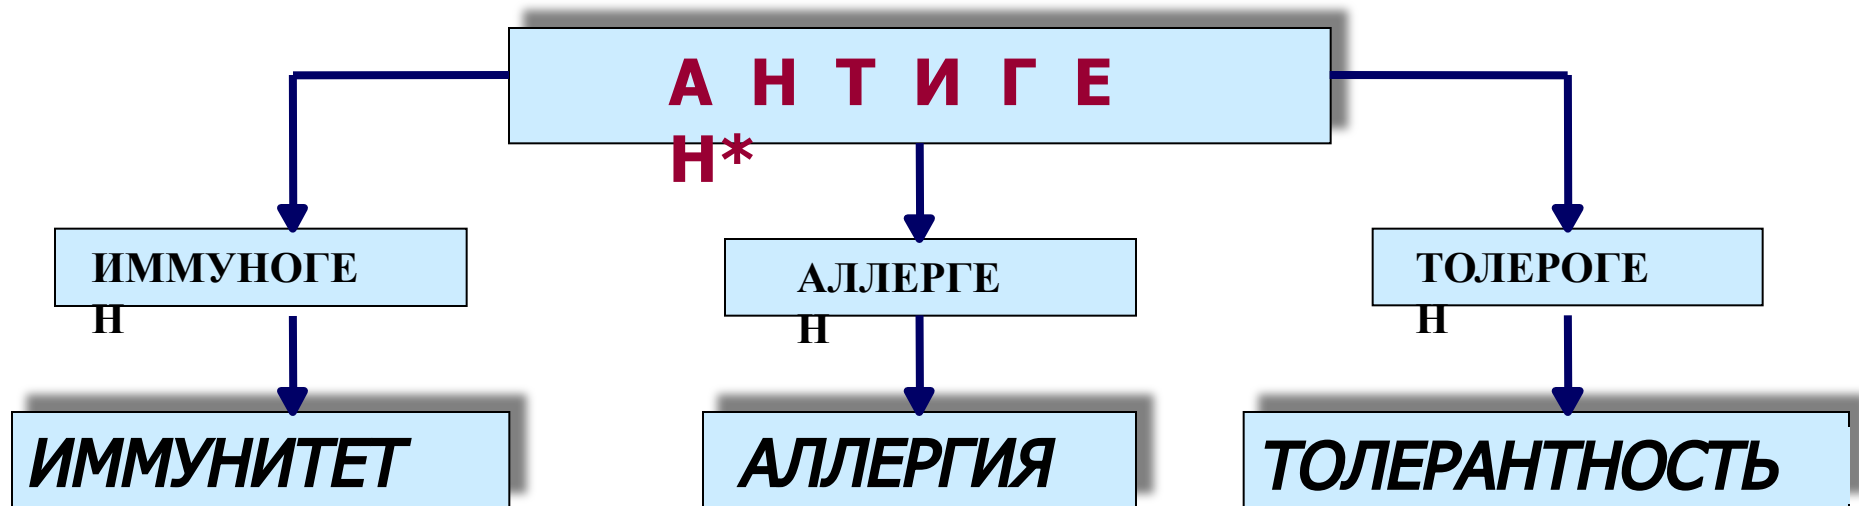 А Н Т И Г Е
Н*
ИММУНОГЕ
Н
АЛЛЕРГЕ
Н
ТОЛЕРОГЕ
Н
ИММУНИТЕТ
АЛЛЕРГИЯ
ТОЛЕРАНТНОСТЬ